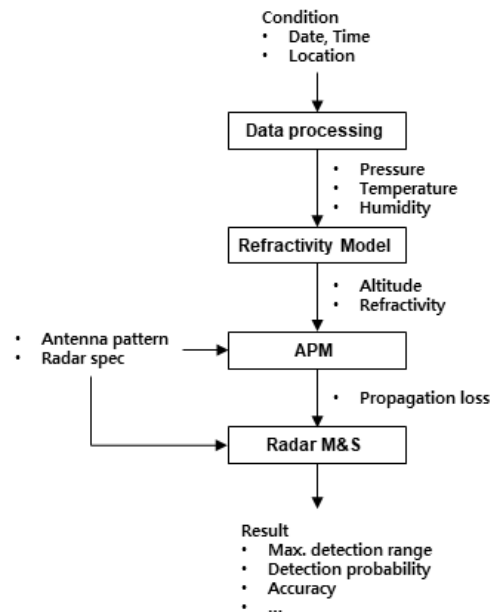 Condition
• Date, Time
• Location
Data processing
• Pressure
• Temperature
• Humidity
Refractivity Model
• Altitude
• Refractivity
• Antenna pattern
• Radar spec
APM
• Propagation loss
Radar M&S
Result
• Max. detection range
• Detection probability
• Accuracy
• ...